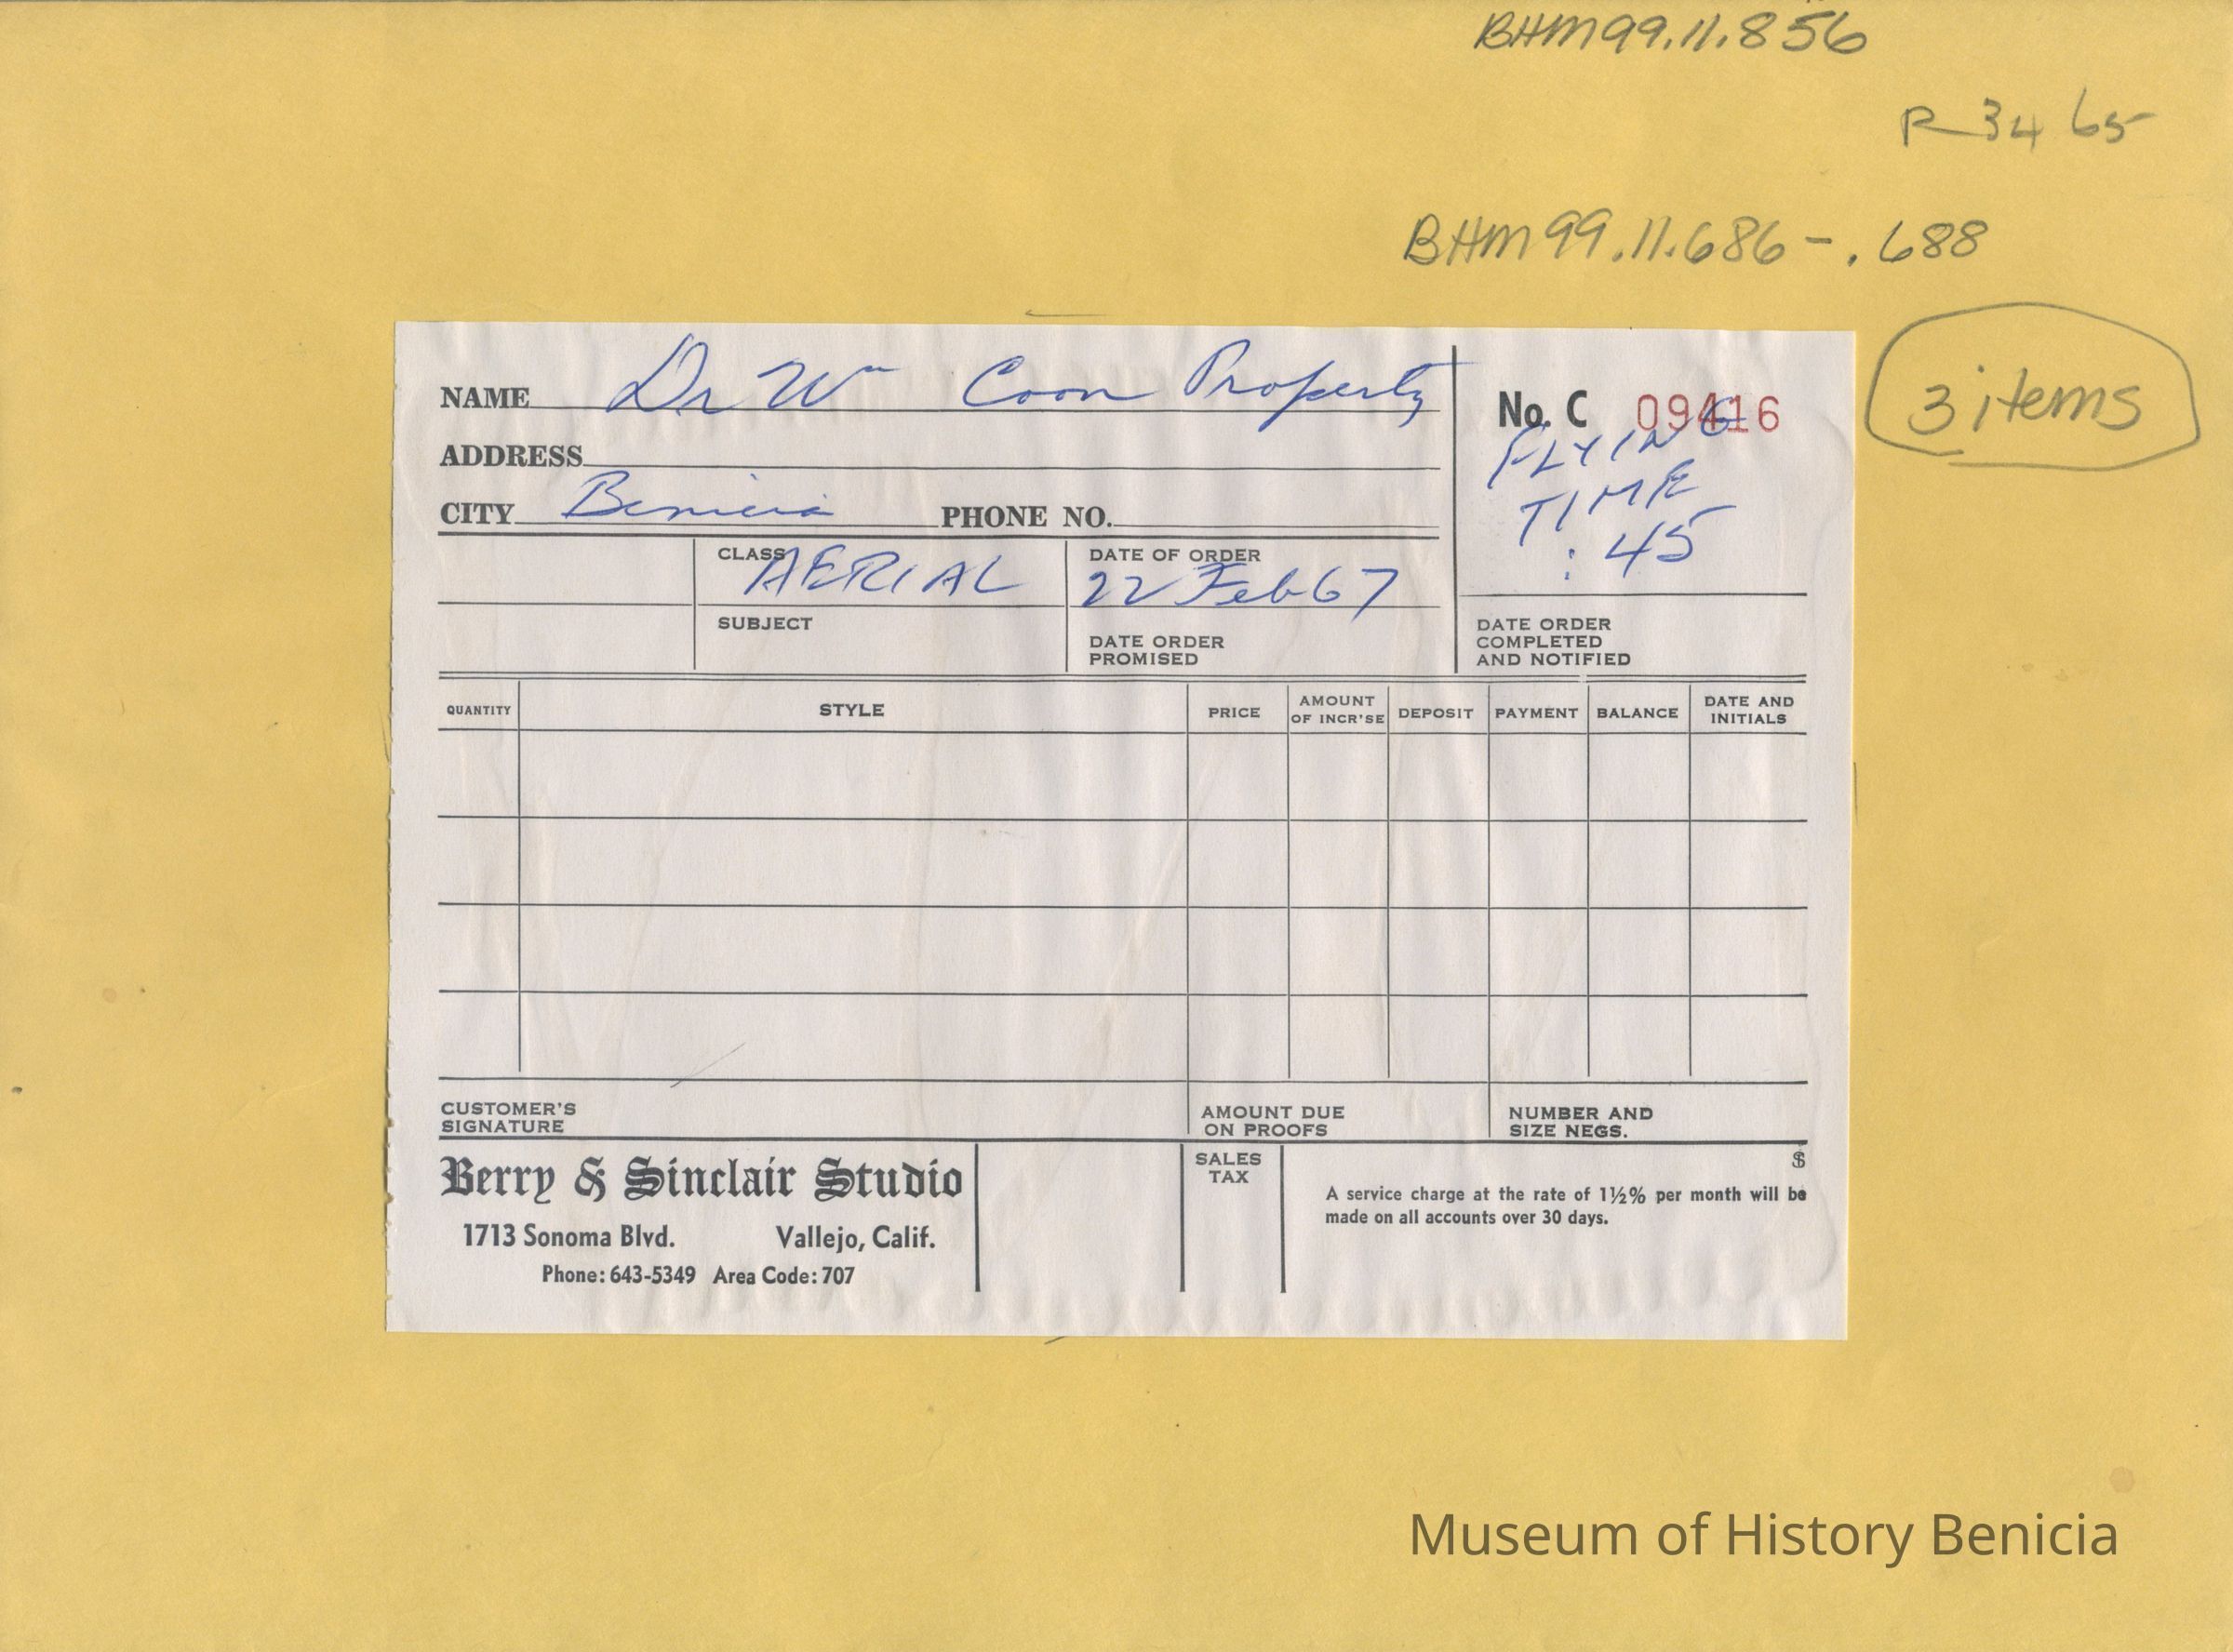 BHM99.11.856
R 34 65
BHM99.11.686-.688
3 items
NAME Dr Wm Coon Property
No. C 09416
FLYING
TIME
:45
ADDRESS
CITY Benicia PHONE NO.
CLASS AERIAL
DATE OF ORDER
22 Feb 67
SUBJECT
DATE ORDER
PROMISED
DATE ORDER
COMPLETED
AND NOTIFIED
QUANTITY STYLE PRICE AMOUNT OF INCR'SE DEPOSIT PAYMENT BALANCE DATE AND INITIALS
CUSTOMER'S
SIGNATURE
AMOUNT DUE
ON PROOFS
NUMBER AND
SIZE NEGS.
Berry & Sinclair Studio
1713 Sonoma Blvd. Vallejo, Calif.
Phone: 643-5349 Area Code: 707
SALES
TAX
$
A service charge at the rate of 1½% per month will be
made on all accounts over 30 days.
Museum of History Benicia